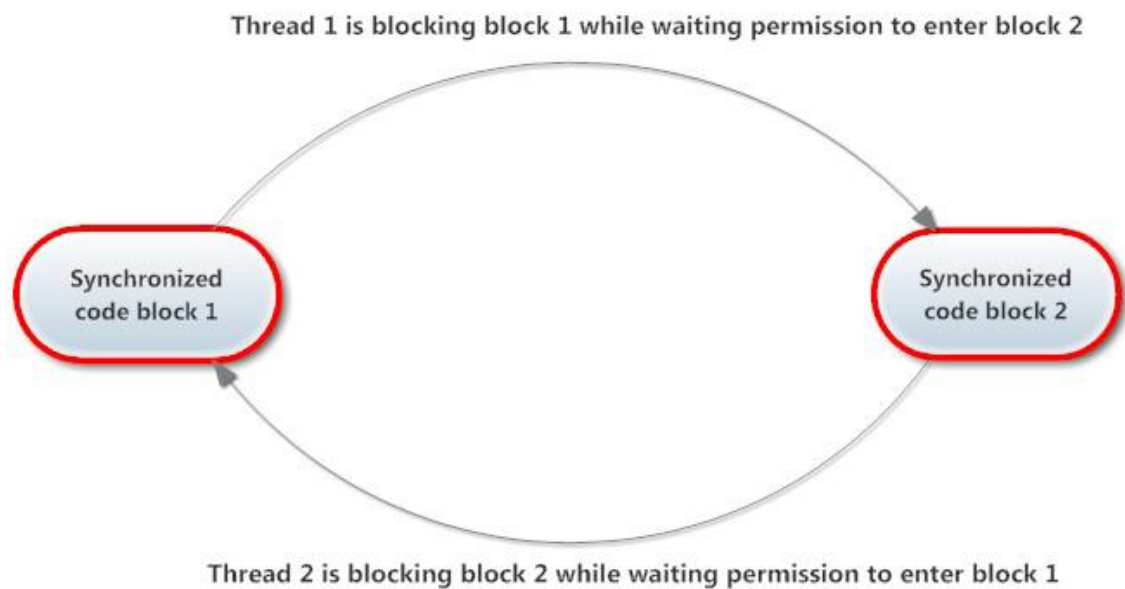 Thread 1 is blocking block 1 while waiting permission to enter block 2
Synchronized
code block 1
Synchronized
code block 2
Thread 2 is blocking block 2 while waiting permission to enter block 1